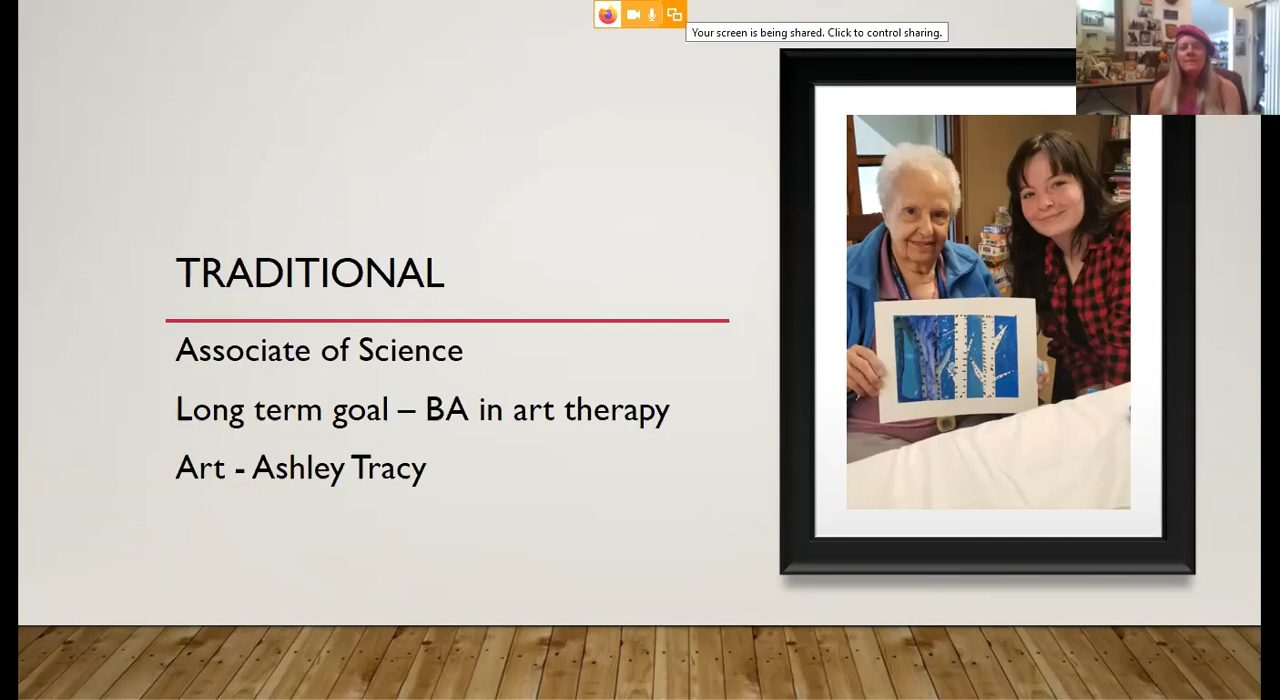 Your screen is being shared. Click to control sharing.
TRADITIONAL
Associate of Science
Long term goal – BA in art therapy
Art - Ashley Tracy